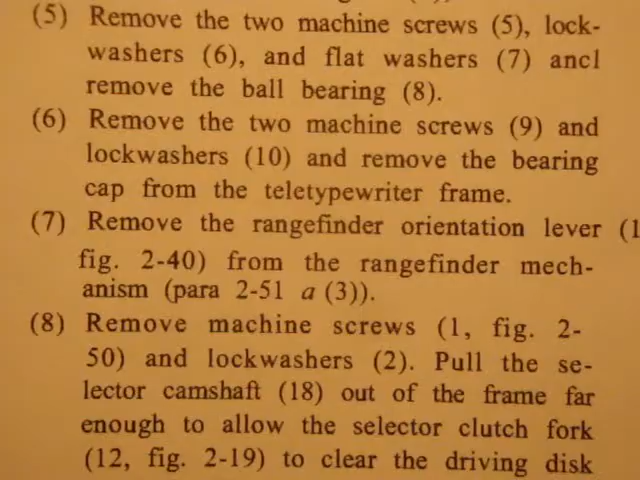 (5) Remove the two machine screws (5), lock-
washers (6), and flat washers (7) ancl
remove the ball bearing (8).
(6) Remove the two machine screws (9) and
lockwashers (10) and remove the bearing
cap from the teletypewriter frame.
(7) Remove the rangefinder orientation lever (1
fig. 2-40) from the rangefinder mech-
anism (para 2-51 a (3)).
(8) Remove machine screws (1, fig. 2-
50) and lockwashers (2). Pull the se-
lector camshaft (18) out of the frame far
enough to allow the selector clutch fork
(12, fig. 2-19) to clear the driving disk